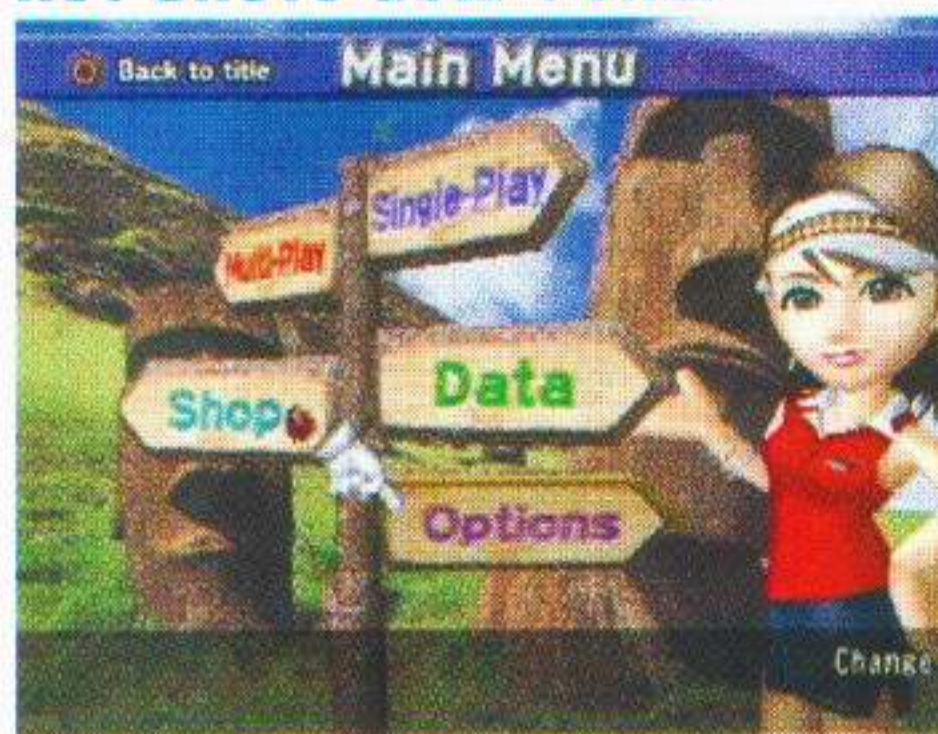 Back to title
Main Menu
Single-Play
Multi-Play
Data
Shop
Options
Change